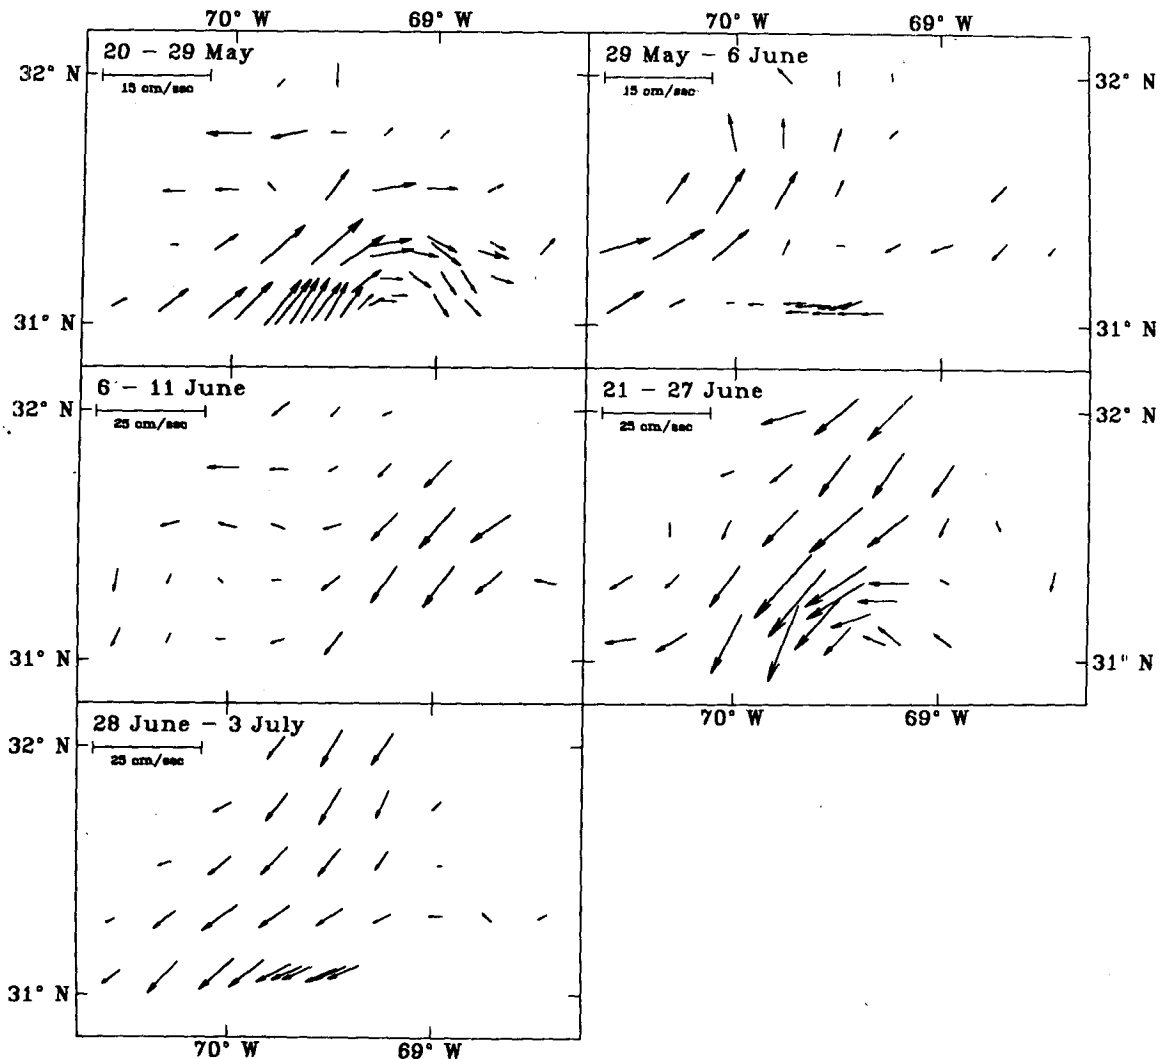 70° W 69° W
70° W 69° W
20 – 29 May
15 cm/sec
29 May – 6 June
15 cm/sec
32° N
32° N
31° N
31° N
6 – 11 June
25 cm/sec
21 – 27 June
25 cm/sec
32° N
32° N
31° N
31° N
70° W 69° W
28 June – 3 July
25 cm/sec
32° N
31° N
70° W 69° W